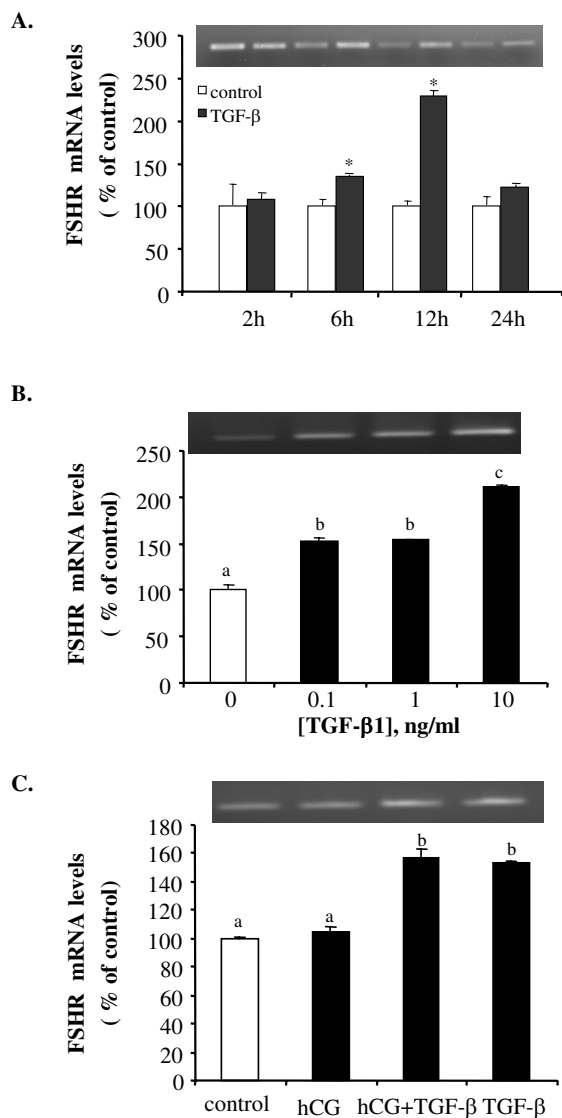 A.
FSHR mRNA levels
( % of control)
300
250
200
150
100
50
0
control
TGF-β
*
*
2h 6h 12h 24h
B.
FSHR mRNA levels
( % of control)
250
200
150
100
50
0
a b b c
0 0.1 1 10
[TGF-β1], ng/ml
C.
FSHR mRNA levels
( % of control)
180
160
140
120
100
80
60
40
20
0
a a b b
control hCG hCG+TGF-β TGF-β